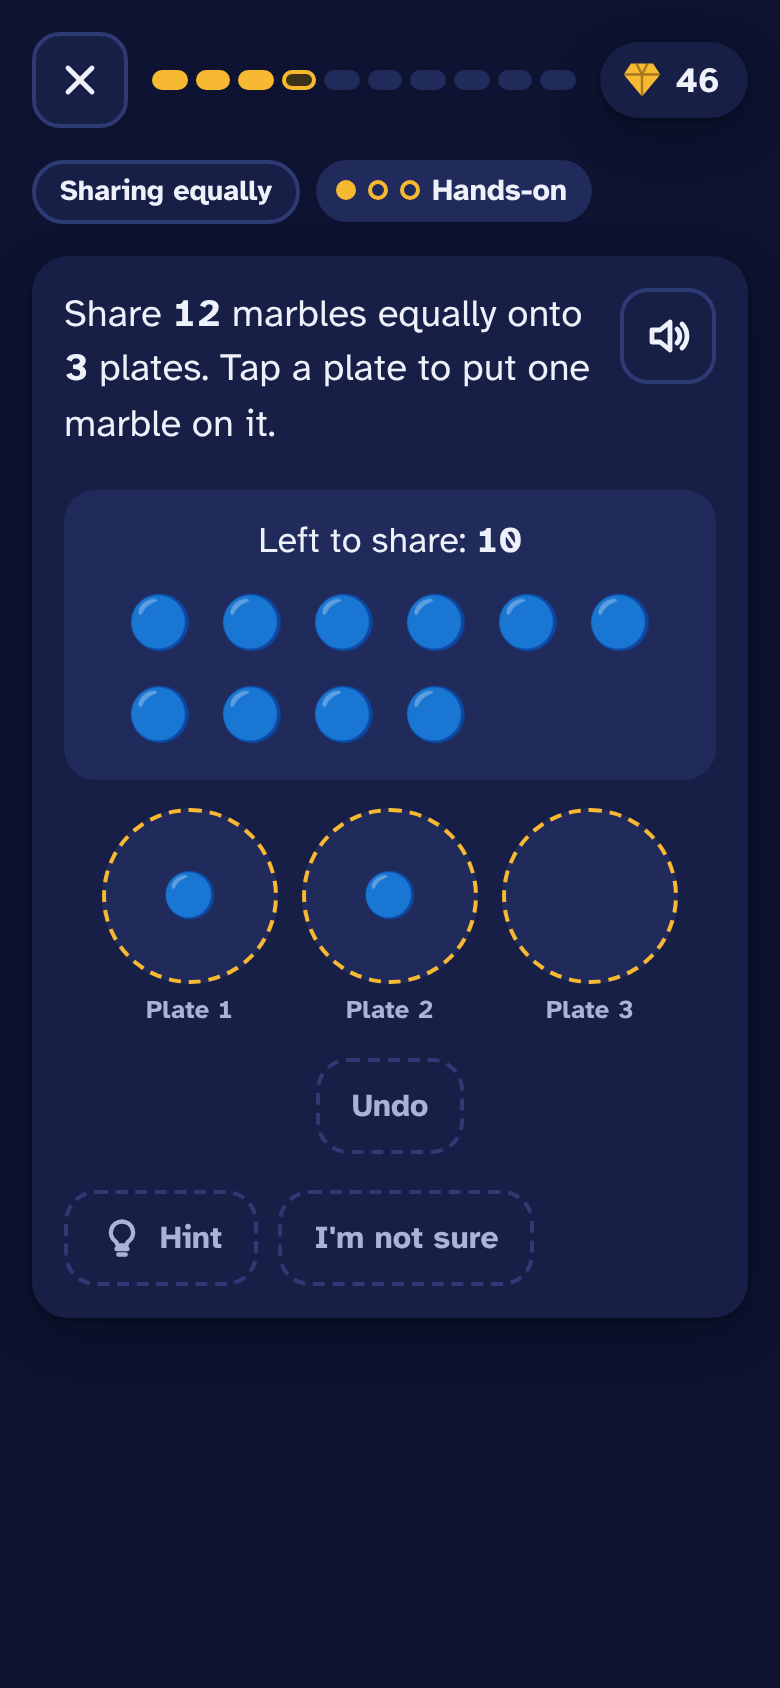 46
Sharing equally
Hands-on
Share 12 marbles equally onto
3 plates. Tap a plate to put one
marble on it.
Left to share: 10
Plate 1
Plate 2
Plate 3
Undo
Hint
I'm not sure